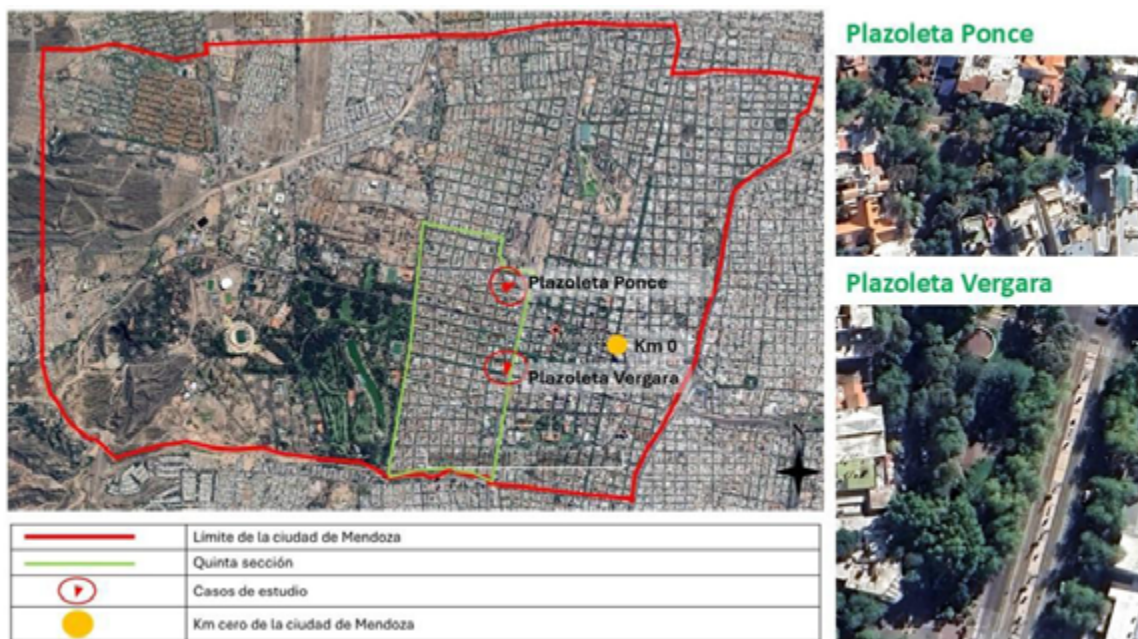 Plazoleta Ponce
Plazoleta Ponce
Km 0
Plazoleta Vergara
Plazoleta Vergara
Límite de la ciudad de Mendoza
Quinta sección
Casos de estudio
Km cero de la ciudad de Mendoza